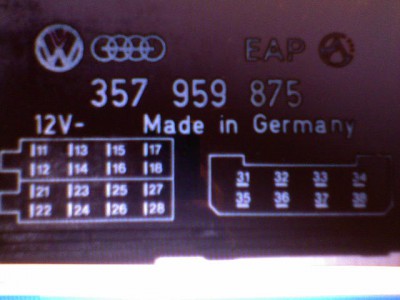 EAP
357 959 875
12V- Made in Germany
11 13 15 17
12 14 16 18
21 23 25 27
22 24 26 28
31 32 33 34
35 36 37 38